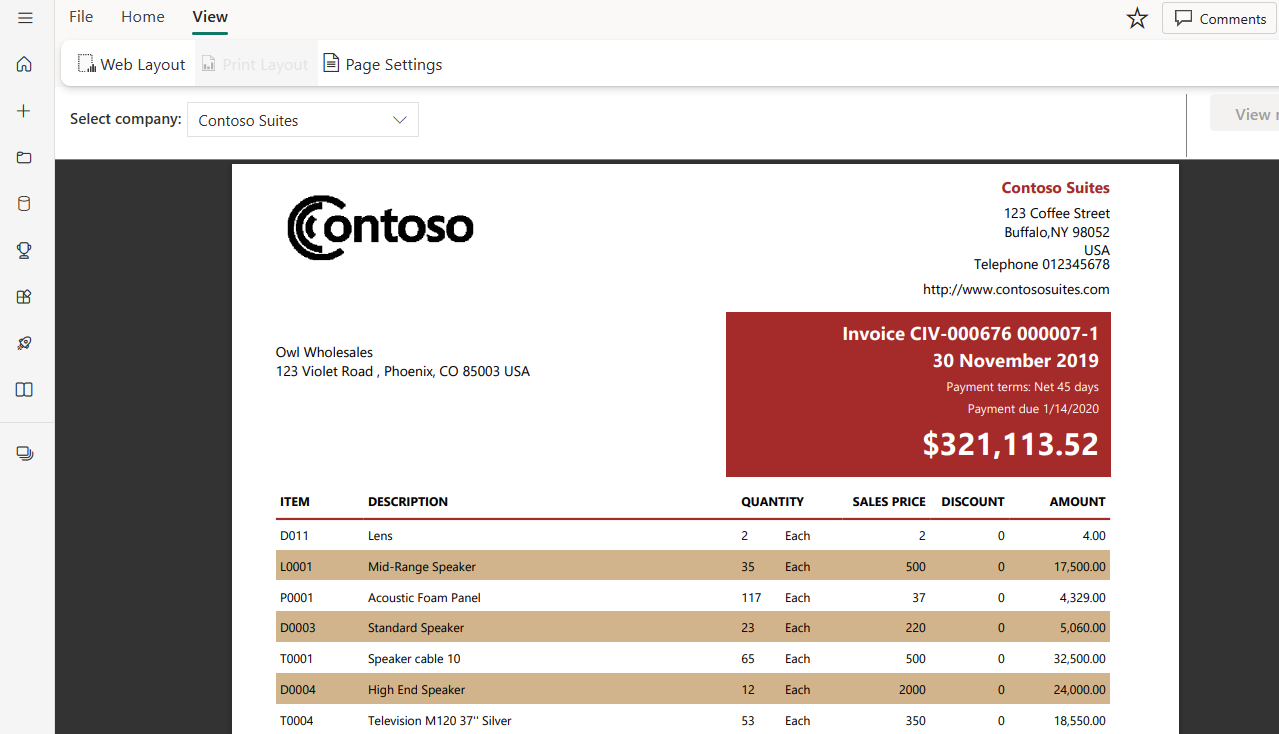 File Home View
Comments
Web Layout Print Layout Page Settings
Select company: Contoso Suites
View
Contoso
Contoso Suites
123 Coffee Street
Buffalo,NY 98052
USA
Telephone 012345678
http://www.contososuites.com
Invoice CIV-000676 000007-1
30 November 2019
Payment terms: Net 45 days
Payment due 1/14/2020
$321,113.52
Owl Wholesales
123 Violet Road , Phoenix, CO 85003 USA
ITEM DESCRIPTION QUANTITY SALES PRICE DISCOUNT AMOUNT
D011 Lens 2 Each 2 0 4.00
L0001 Mid-Range Speaker 35 Each 500 0 17,500.00
P0001 Acoustic Foam Panel 117 Each 37 0 4,329.00
D0003 Standard Speaker 23 Each 220 0 5,060.00
T0001 Speaker cable 10 65 Each 500 0 32,500.00
D0004 High End Speaker 12 Each 2000 0 24,000.00
T0004 Television M120 37'' Silver 53 Each 350 0 18,550.00